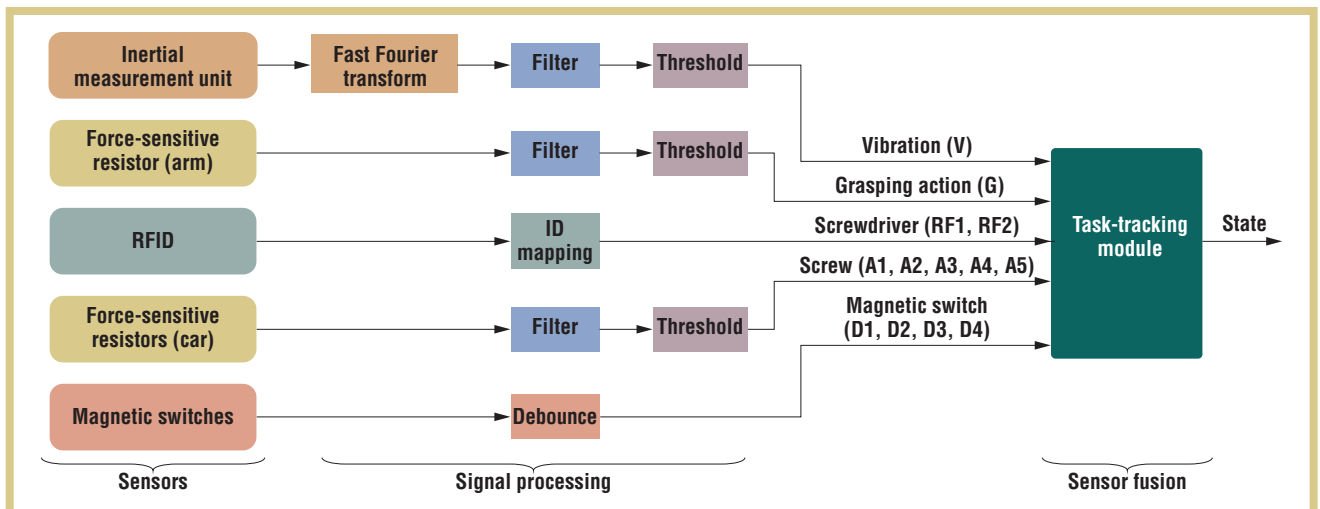 Inertial
measurement unit
Fast Fourier
transform
Filter
Threshold
Vibration (V)
Force-sensitive
resistor (arm)
Filter
Threshold
Grasping action (G)
RFID
ID
mapping
Screwdriver (RF1, RF2)
Force-sensitive
resistors (car)
Filter
Threshold
Screw (A1, A2, A3, A4, A5)
Magnetic switches
Debounce
Magnetic switch
(D1, D2, D3, D4)
Task-tracking
module
State
Sensors
Signal processing
Sensor fusion